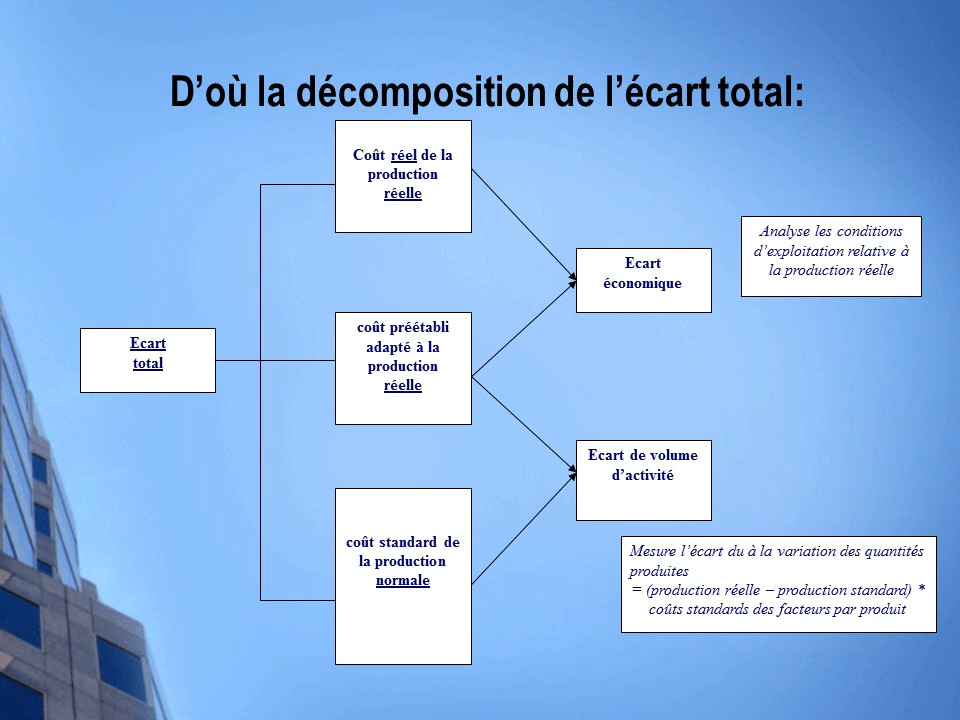 D’où la décomposition de l’écart total:
Coût réel de la
production
réelle
Analyse les conditions
d’exploitation relative à
la production réelle
Ecart
économique
coût préétabli
adapté à la
production
réelle
Ecart
total
Ecart de volume
d’activité
coût standard de
la production
normale
Mesure l’écart du à la variation des quantités
produites
= (production réelle – production standard) *
coûts standards des facteurs par produit